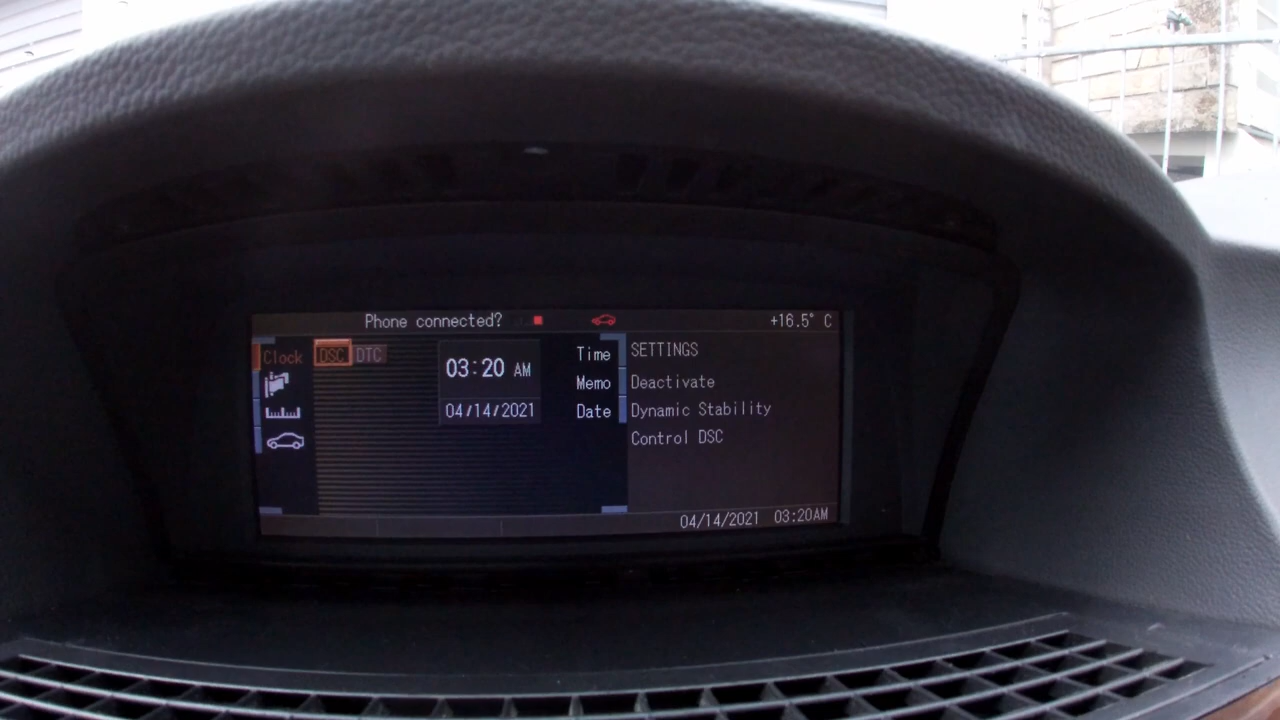 Phone connected? +16.5° C
Clock DSC DTC
03:20 AM
04/14/2021
Time
Memo
Date
SETTINGS
Deactivate
Dynamic Stability
Control DSC
04/14/2021 03:20AM